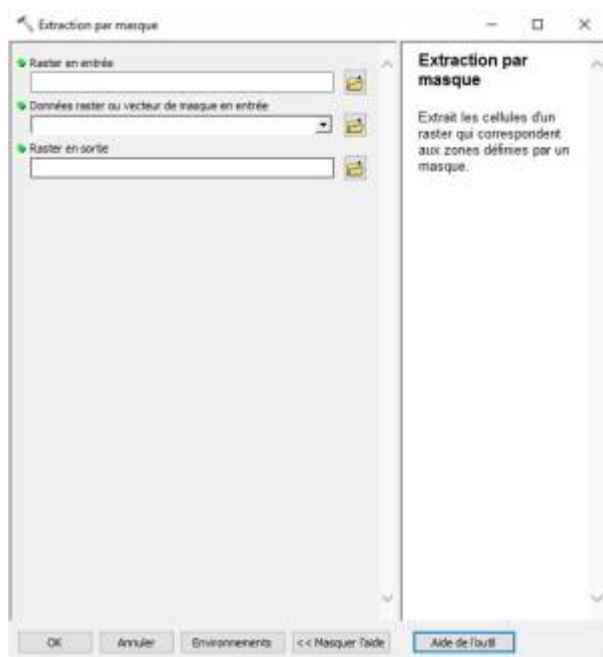 Extraction par masque
Raster en entrée
Données raster ou vecteur de masque en entrée
Raster en sortie
Extraction par
masque
Extrait les cellules d'un
raster qui correspondent
aux zones définies par un
masque.
OK
Annuler
Environnements
<< Masquer l'aide
Aide de l'outil